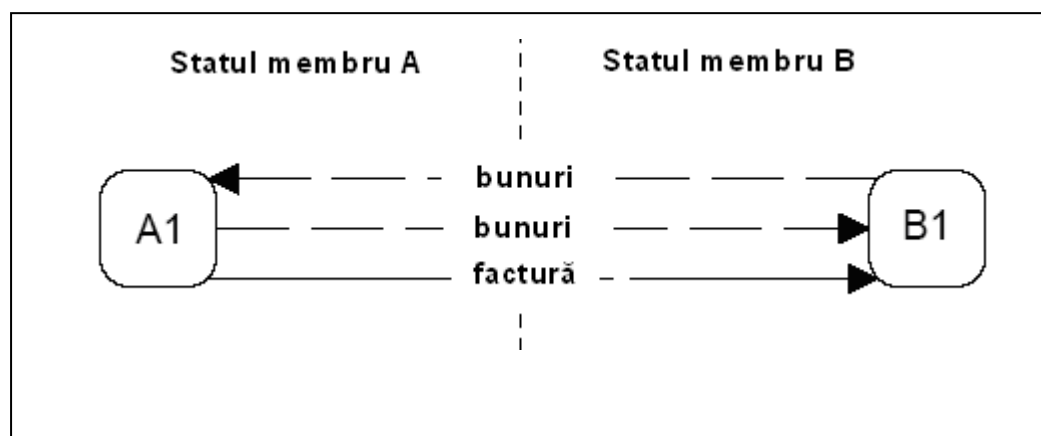 Statul membru A
Statul membru B
bunuri
A1
bunuri
B1
factură